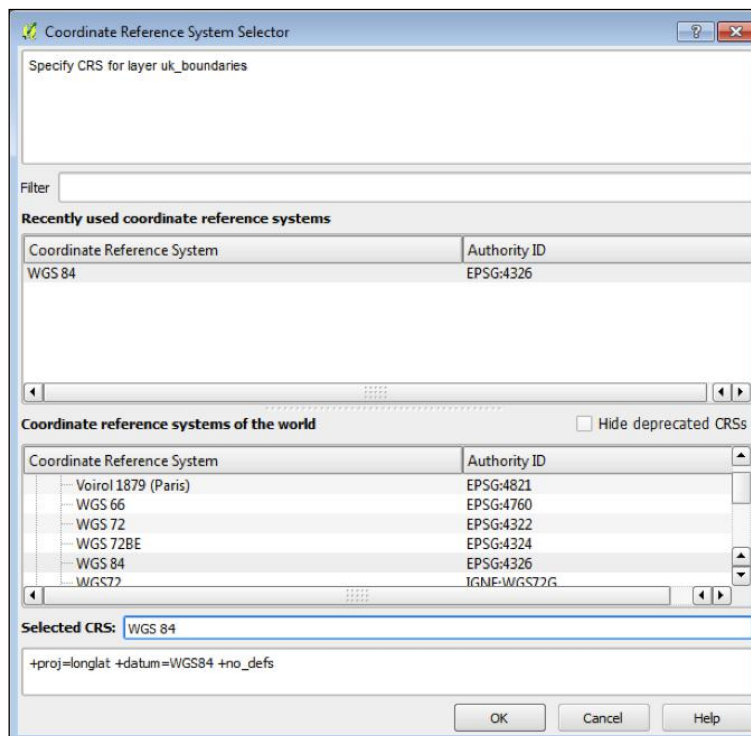 Coordinate Reference System Selector
Specify CRS for layer uk_boundaries
Filter
Recently used coordinate reference systems
Coordinate Reference System Authority ID
WGS 84 EPSG:4326
Coordinate reference systems of the world Hide deprecated CRSs
Coordinate Reference System Authority ID
Voirol 1879 (Paris) EPSG:4821
WGS 66 EPSG:4760
WGS 72 EPSG:4322
WGS 72BE EPSG:4324
WGS 84 EPSG:4326
WGS72 IGNF:WGS72G
Selected CRS: WGS 84
+proj=longlat +datum=WGS84 +no_defs
OK Cancel Help